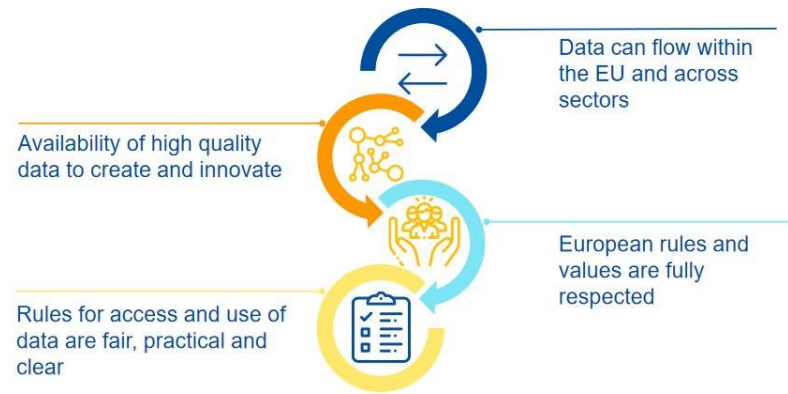 Data can flow within
the EU and across
sectors
Availability of high quality
data to create and innovate
European rules and
values are fully
respected
Rules for access and use of
data are fair, practical and
clear